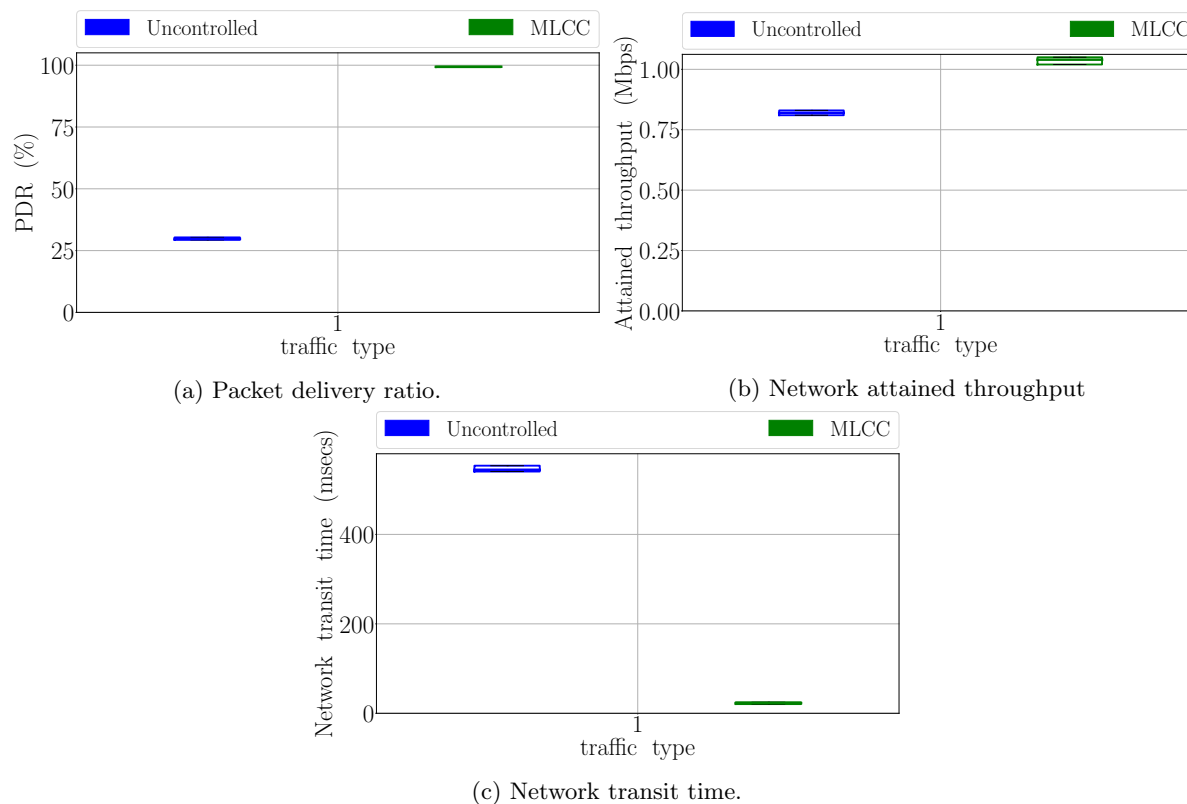 Uncontrolled MLCC
PDR (%)
100
75
50
25
0
1
traffic type
(a) Packet delivery ratio.
Uncontrolled MLCC
Attained throughput (Mbps)
1.00
0.75
0.50
0.25
0.00
1
traffic type
(b) Network attained throughput
Uncontrolled MLCC
Network transit time (msecs)
400
200
0
1
traffic type
(c) Network transit time.